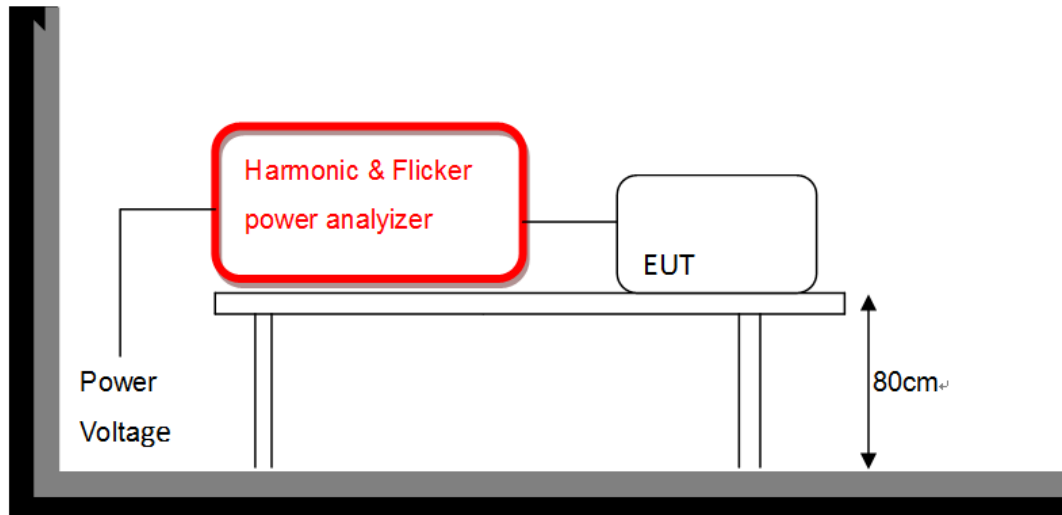 Harmonic & Flicker
power analyizer
EUT
Power
Voltage
80cm↵